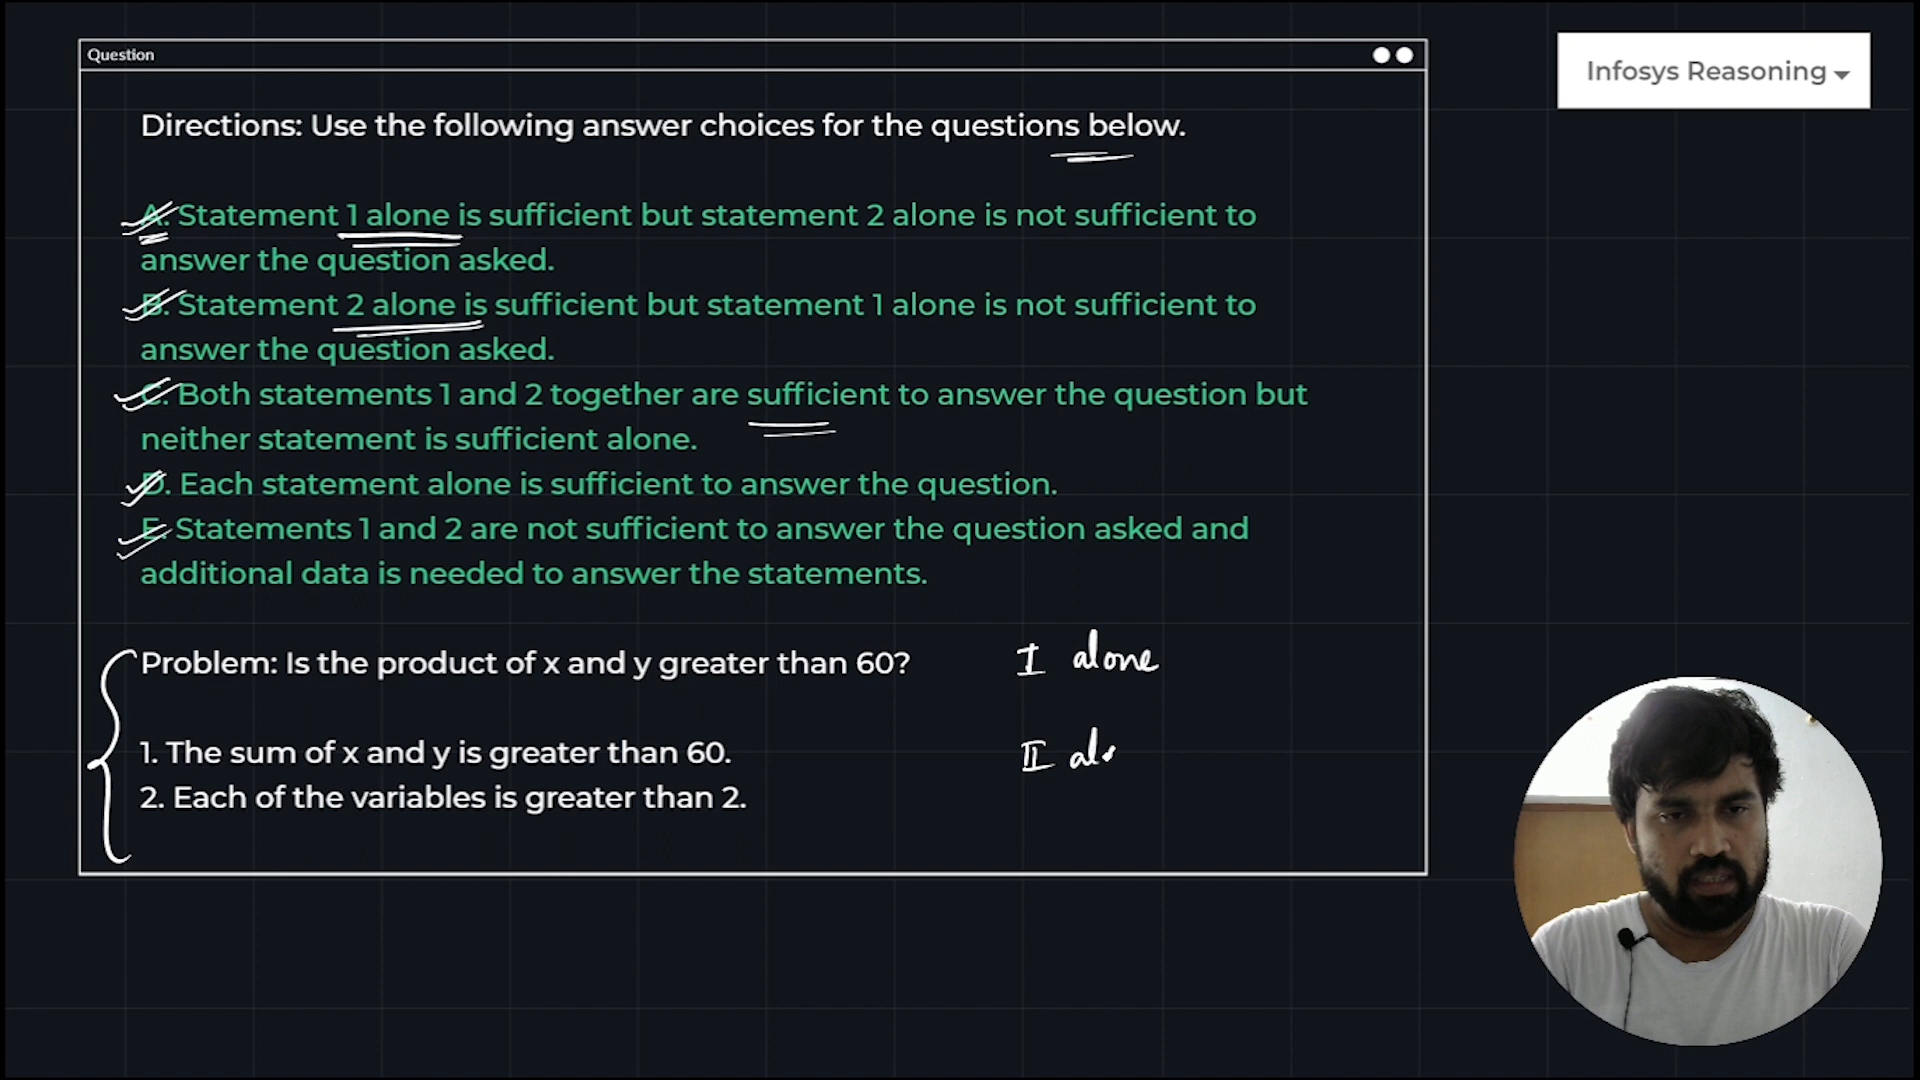 Question
Infosys Reasoning
Directions: Use the following answer choices for the questions below.
A. Statement 1 alone is sufficient but statement 2 alone is not sufficient to
answer the question asked.
B. Statement 2 alone is sufficient but statement 1 alone is not sufficient to
answer the question asked.
C. Both statements 1 and 2 together are sufficient to answer the question but
neither statement is sufficient alone.
D. Each statement alone is sufficient to answer the question.
E. Statements 1 and 2 are not sufficient to answer the question asked and
additional data is needed to answer the statements.
Problem: Is the product of x and y greater than 60?
I alone
1. The sum of x and y is greater than 60.
II alo
2. Each of the variables is greater than 2.